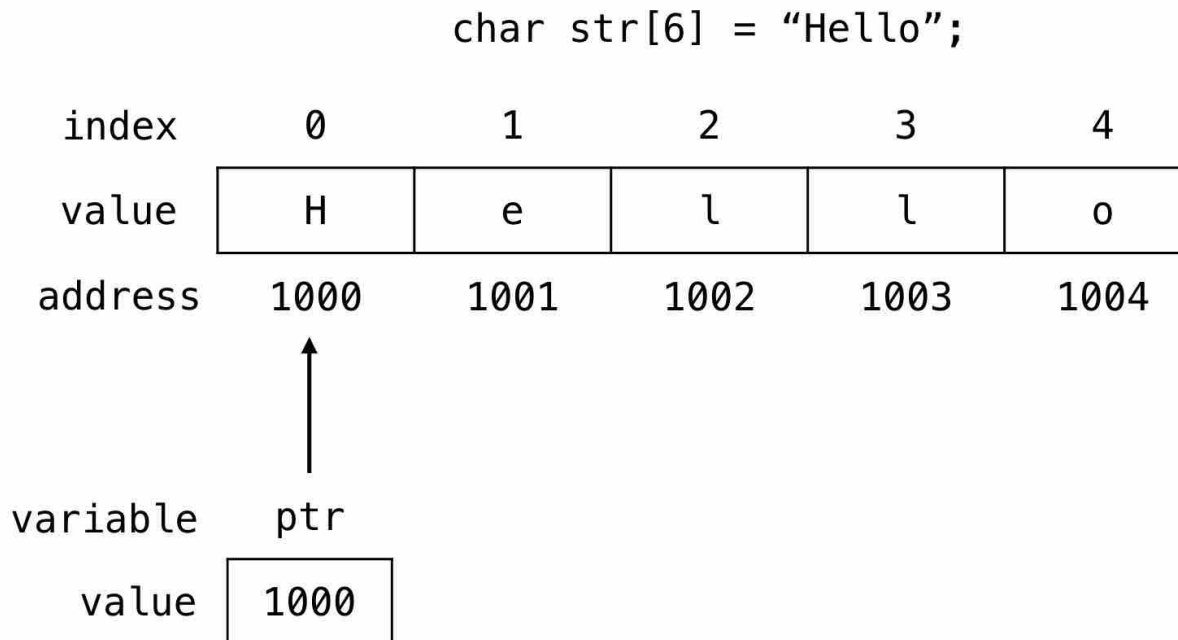 char str[6] = “Hello”;
index 0 1 2 3 4
value H e l l o
address 1000 1001 1002 1003 1004
variable ptr
value 1000